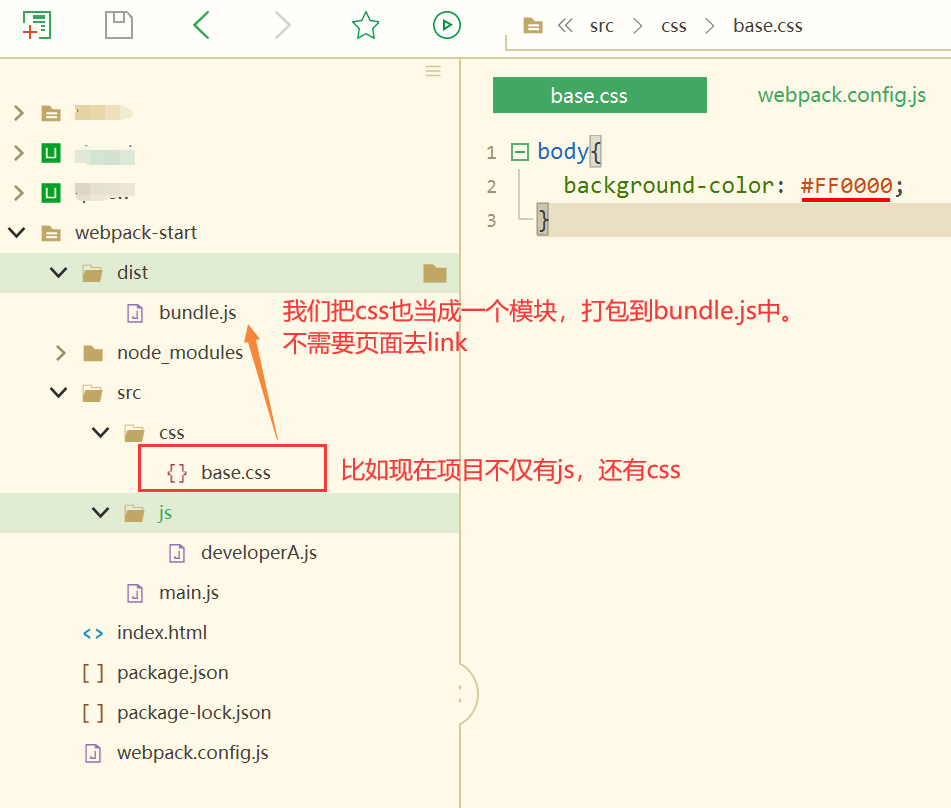 src
css
base.css
base.css
webpack.config.js
1
body{
2
background-color: #FF0000;
3
}
webpack-start
dist
bundle.js
我们把css也当成一个模块，打包到bundle.js中。
不需要页面去link
node_modules
src
css
base.css
比如现在项目不仅有js，还有css
js
developerA.js
main.js
index.html
package.json
package-lock.json
webpack.config.js